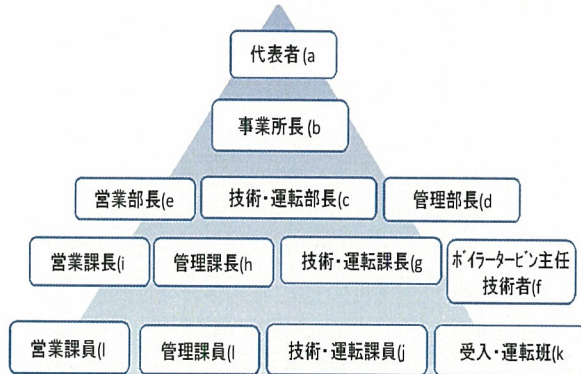 代表者(a
事業所長(b
営業部長(e
技術・運転部長(c
管理部長(d
営業課長(i
管理課長(h
技術・運転課長(g
ボイラータービン主任
技術者(f
営業課員(l
管理課員(l
技術・運転課員(j
受入・運転班(k